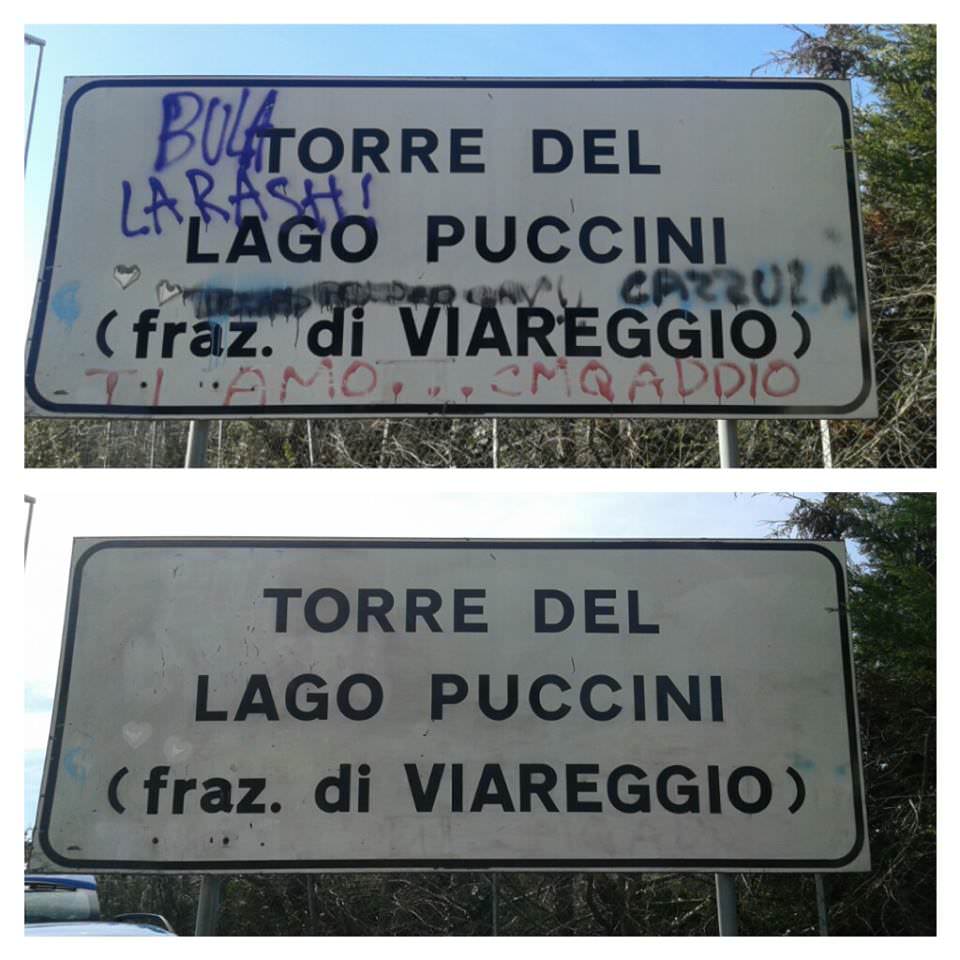 BULA
TORRE DEL
LARASH!
LAGO PUCCINI
CAZZUZA
(fraz. di VIAREGGIO)
TI AMO... CMQ ADDIO
TORRE DEL
LAGO PUCCINI
(fraz. di VIAREGGIO)